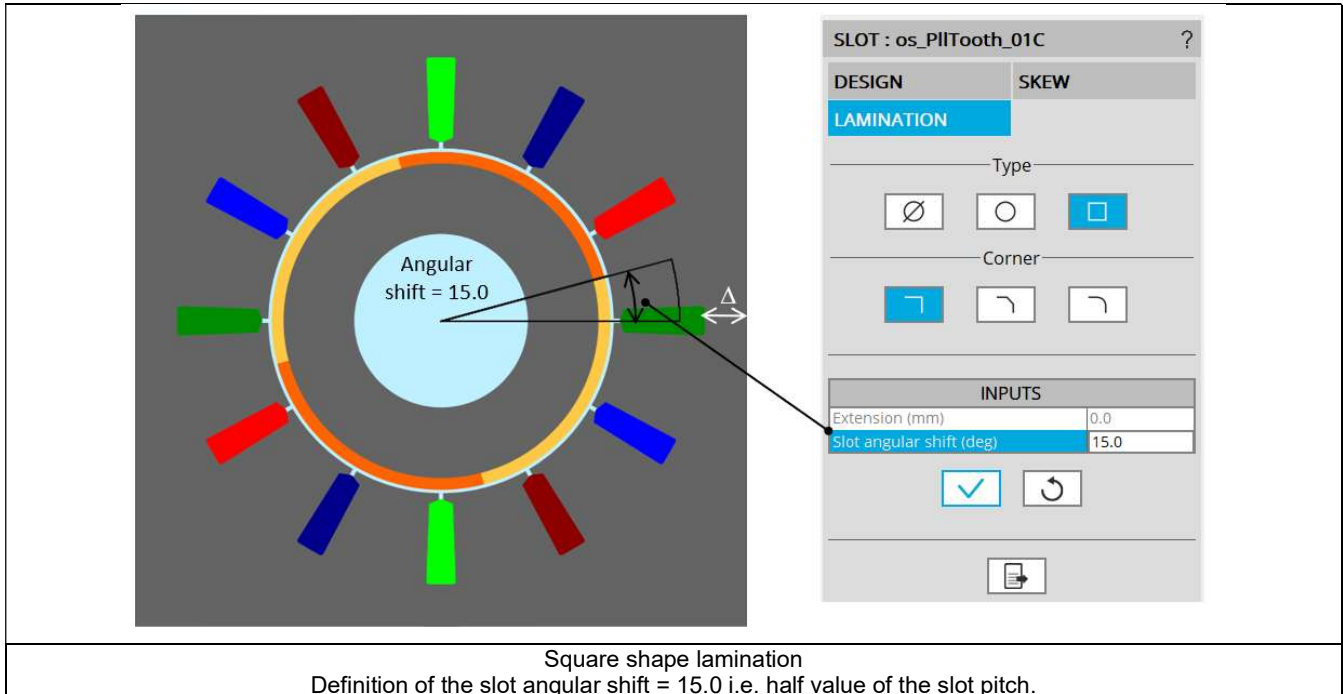 Angular
shift = 15.0
Δ
SLOT : os_PllTooth_01C ?
DESIGN SKEW
LAMINATION
Type
Corner
INPUTS
Extension (mm) 0.0
Slot angular shift (deg) 15.0
Square shape lamination
Definition of the slot angular shift = 15.0 i.e. half value of the slot pitch.